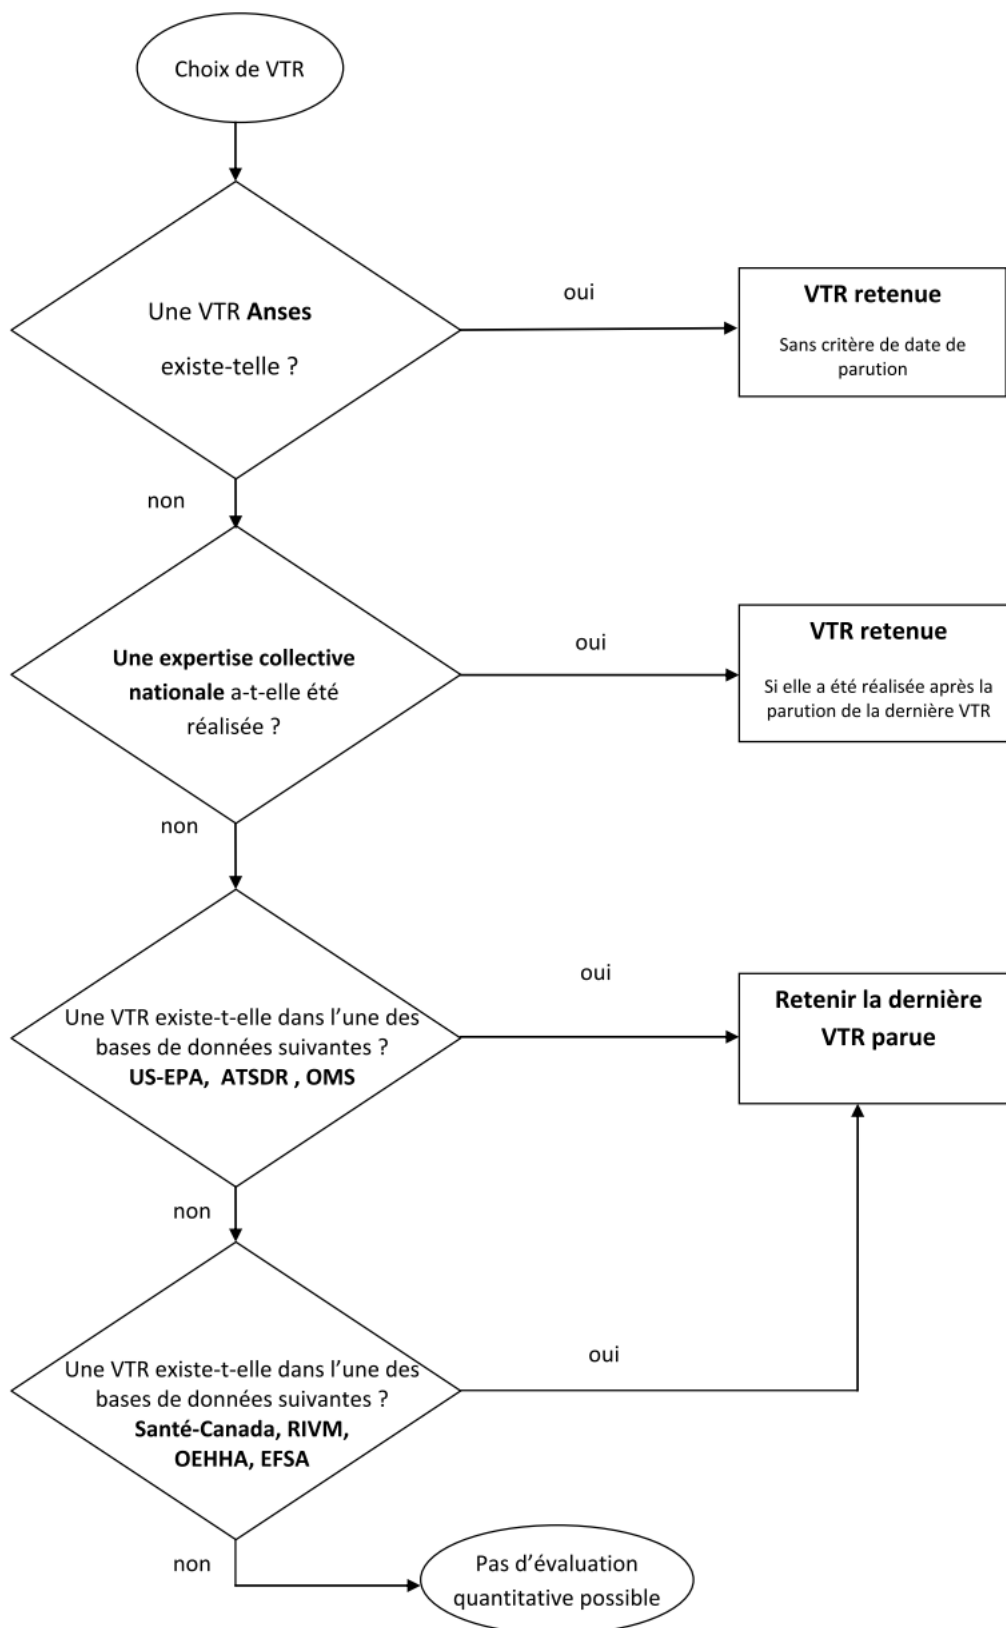 Choix de VTR
Une VTR Anses
existe-telle ?
oui
VTR retenue
Sans critère de date de
parution
non
Une expertise collective
nationale a-t-elle été
réalisée ?
oui
VTR retenue
Si elle a été réalisée après la
parution de la dernière VTR
non
Une VTR existe-t-elle dans l’une des
bases de données suivantes ?
US-EPA, ATSDR , OMS
oui
Retenir la dernière
VTR parue
non
Une VTR existe-t-elle dans l’une des
bases de données suivantes ?
Santé-Canada, RIVM,
OEHHA, EFSA
oui
non
Pas d’évaluation
quantitative possible